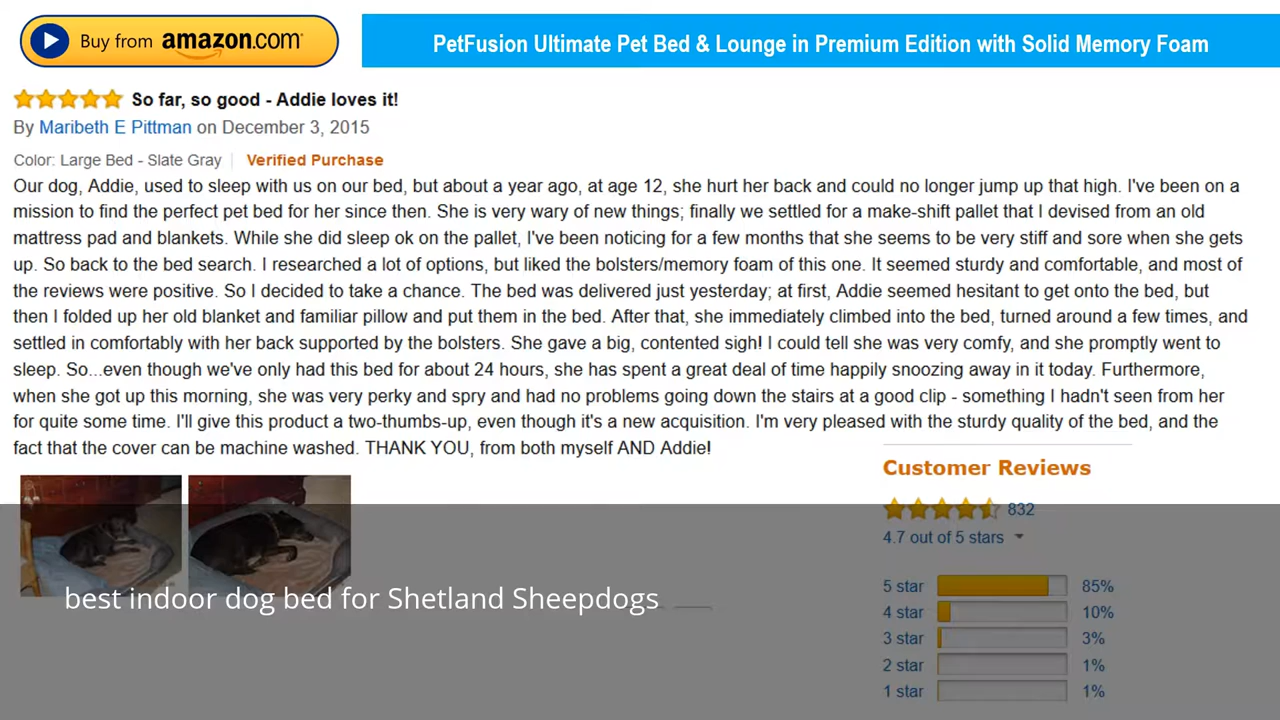 Buy from amazon.com
PetFusion Ultimate Pet Bed & Lounge in Premium Edition with Solid Memory Foam
So far, so good - Addie loves it!
By Maribeth E Pittman on December 3, 2015
Color: Large Bed - Slate Gray Verified Purchase
Our dog, Addie, used to sleep with us on our bed, but about a year ago, at age 12, she hurt her back and could no longer jump up that high. I've been on a
mission to find the perfect pet bed for her since then. She is very wary of new things; finally we settled for a make-shift pallet that I devised from an old
mattress pad and blankets. While she did sleep ok on the pallet, I've been noticing for a few months that she seems to be very stiff and sore when she gets
up. So back to the bed search. I researched a lot of options, but liked the bolsters/memory foam of this one. It seemed sturdy and comfortable, and most of
the reviews were positive. So I decided to take a chance. The bed was delivered just yesterday; at first, Addie seemed hesitant to get onto the bed, but
then I folded up her old blanket and familiar pillow and put them in the bed. After that, she immediately climbed into the bed, turned around a few times, and
settled in comfortably with her back supported by the bolsters. She gave a big, contented sigh! I could tell she was very comfy, and she promptly went to
sleep. So...even though we've only had this bed for about 24 hours, she has spent a great deal of time happily snoozing away in it today. Furthermore,
when she got up this morning, she was very perky and spry and had no problems going down the stairs at a good clip - something I hadn't seen from her
for quite some time. I'll give this product a two-thumbs-up, even though it's a new acquisition. I'm very pleased with the sturdy quality of the bed, and the
fact that the cover can be machine washed. THANK YOU, from both myself AND Addie!
Customer Reviews
832
4.7 out of 5 stars
5 star 85%
4 star 10%
3 star 3%
2 star 1%
1 star 1%
best indoor dog bed for Shetland Sheepdogs